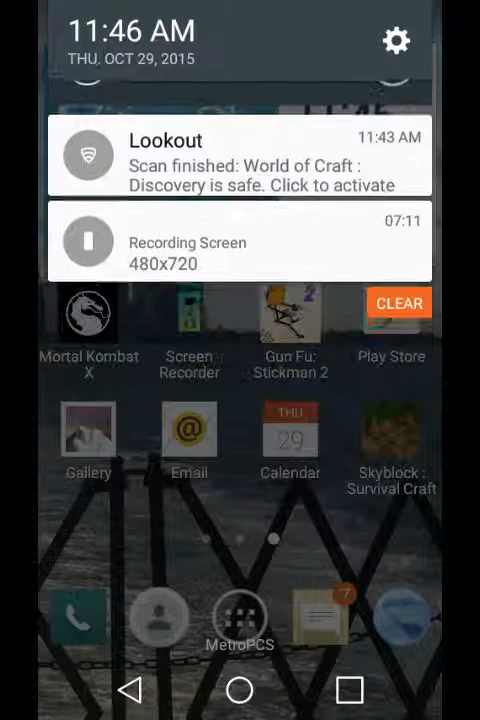 11:46 AM
THU, OCT 29, 2015
Lookout
11:43 AM
Scan finished: World of Craft :
Discovery is safe. Click to activate
07:11
Recording Screen
480x720
CLEAR
Mortal Kombat
X
Screen
Recorder
Gun Fu:
Stickman 2
Play Store
THU
29
@
2
Gallery
Email
Calendar
Skyblock :
Survival Craft
7
MetroPCS